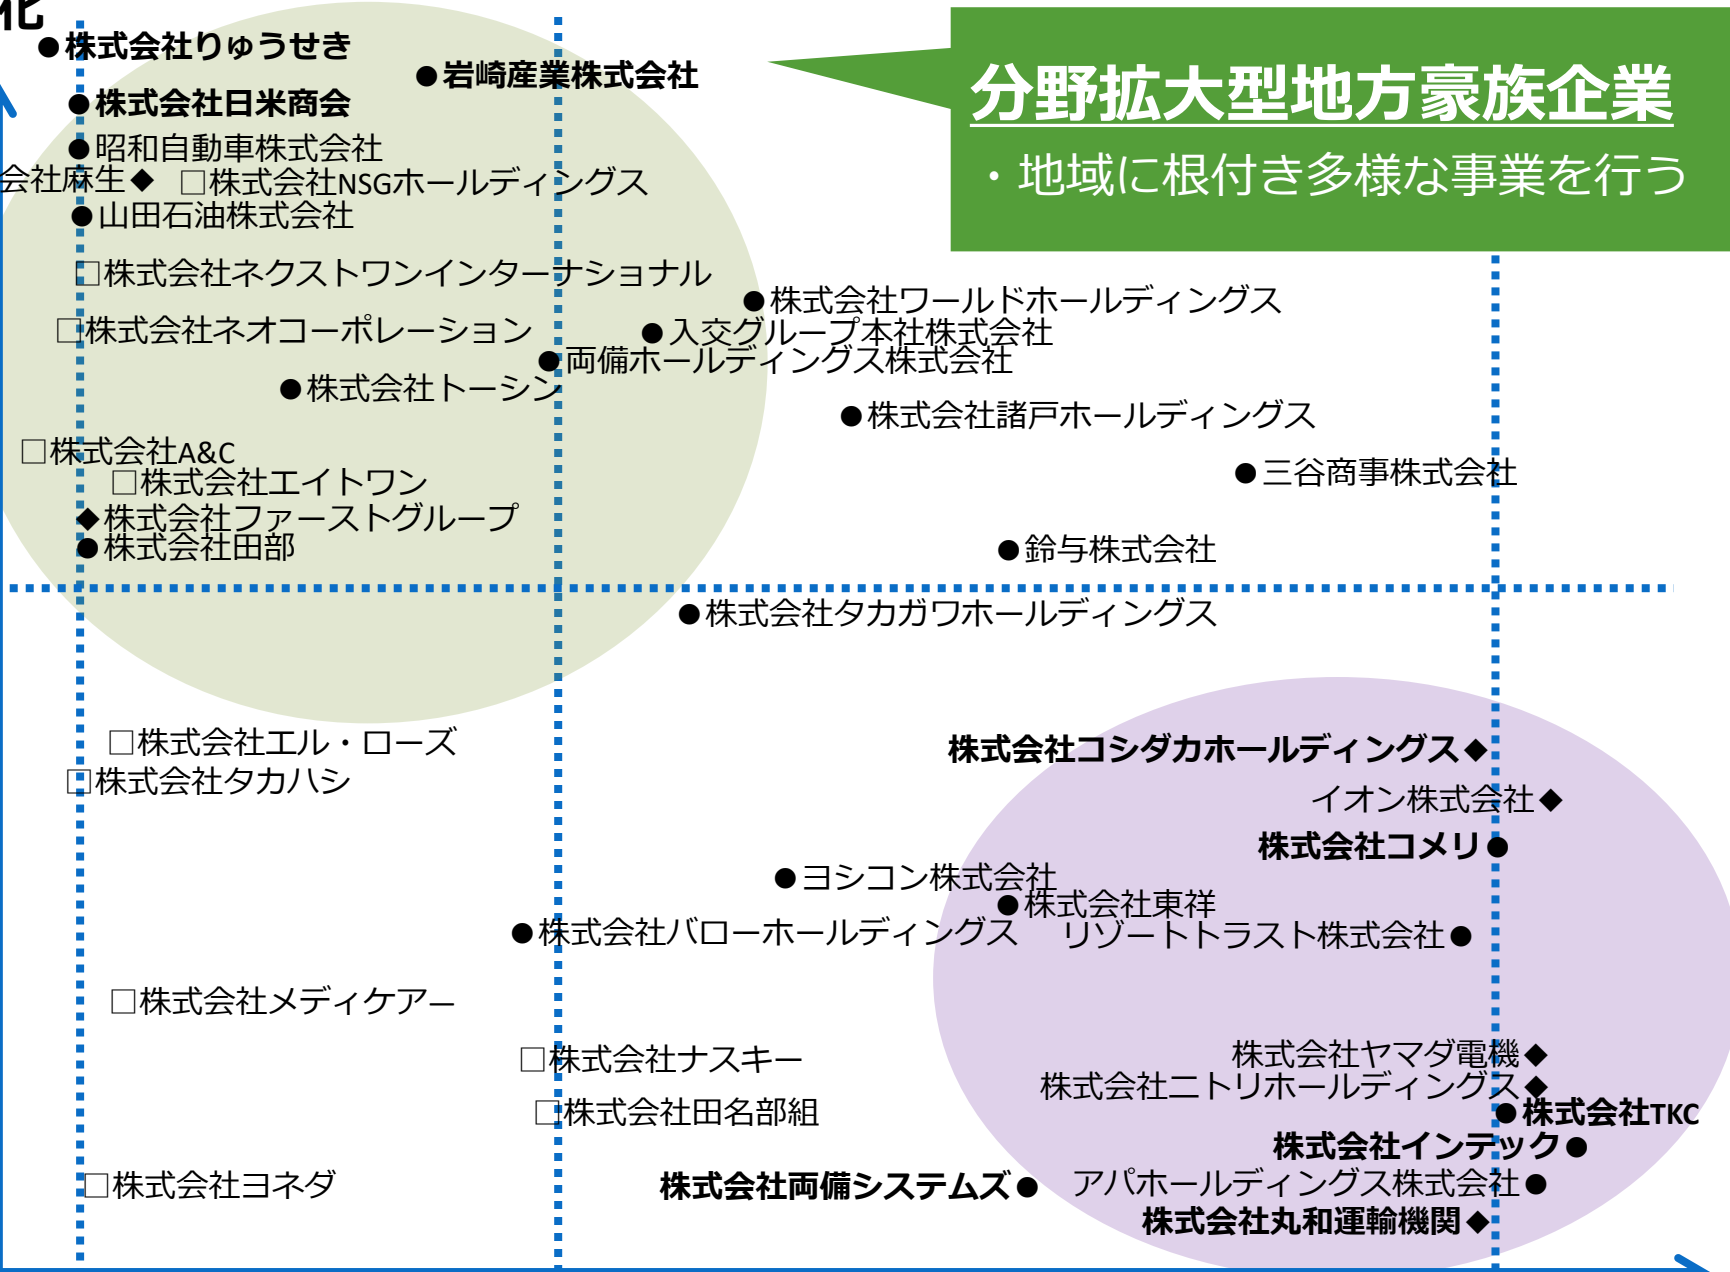 化
●株式会社りゅうせき
●岩崎産業株式会社
●株式会社日米商会
●昭和自動車株式会社
会社麻生◆
□株式会社NSGホールディングス
●山田石油株式会社
分野拡大型地方豪族企業
・地域に根付き多様な事業を行う
□株式会社ネクストワンインターナショナル
●株式会社ワールドホールディングス
□株式会社ネオコーポレーション
●入交グループ本社株式会社
●両備ホールディングス株式会社
●株式会社トーシン
●株式会社諸戸ホールディングス
□株式会社A&C
●三谷商事株式会社
□株式会社エイトワン
◆株式会社ファーストグループ
●株式会社田部
●鈴与株式会社
●株式会社タカガワホールディングス
□株式会社エル・ローズ
株式会社コシダカホールディングス◆
□株式会社タカハシ
イオン株式会社◆
株式会社コメリ●
●ヨシコン株式会社
●株式会社東祥
●株式会社バローホールディングス
リゾートトラスト株式会社●
□株式会社メディケアー
□株式会社ナスキー
株式会社ヤマダ電機◆
株式会社ニトリホールディングス◆
□株式会社田名部組
●株式会社TKC
株式会社インテック●
□株式会社ヨネダ
株式会社両備システムズ●
アパホールディングス株式会社●
株式会社丸和運輸機関◆